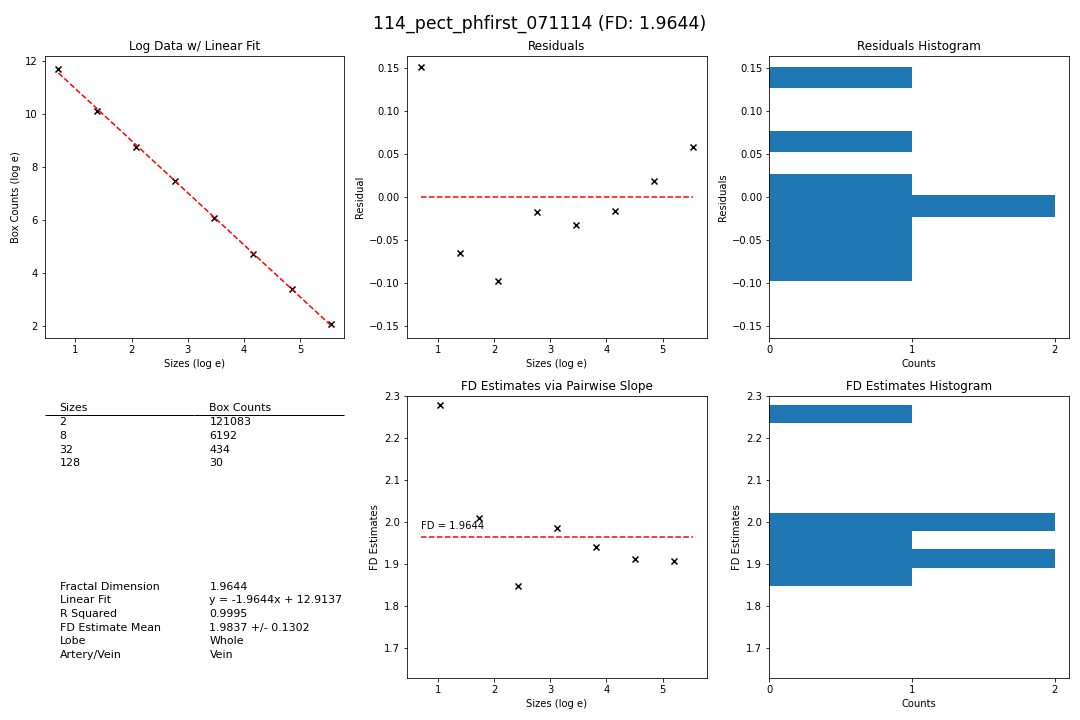 114_pect_phfirst_071114 (FD: 1.9644)
Log Data w/ Linear Fit
12
10
8
6
4
2
Box Counts (log e)
1 2 3 4 5
Sizes (log e)
Residuals
0.15
0.10
0.05
0.00
−0.05
−0.10
−0.15
Residual
1 2 3 4 5
Sizes (log e)
Residuals Histogram
0.15
0.10
0.05
0.00
−0.05
−0.10
−0.15
Residuals
0 1 2
Counts
Sizes Box Counts
2 121083
8 6192
32 434
128 30
Fractal Dimension 1.9644
Linear Fit y = -1.9644x + 12.9137
R Squared 0.9995
FD Estimate Mean 1.9837 +/- 0.1302
Lobe Whole
Artery/Vein Vein
FD Estimates via Pairwise Slope
2.3
2.2
2.1
2.0
1.9
1.8
1.7
FD Estimates
FD = 1.9644
1 2 3 4 5
Sizes (log e)
FD Estimates Histogram
2.3
2.2
2.1
2.0
1.9
1.8
1.7
FD Estimates
0 1 2
Counts